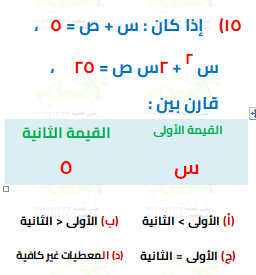 ١٥) إذا كان : س + ص = ٥ ،
س٢ + ٢س ص = ٢٥ ،
قارن بين :
القيمة الأولى القيمة الثانية
س ٥
(أ) الأولى > الثانية (ب) الأولى < الثانية
(ج) الأولى = الثانية (د) المعطيات غير كافية